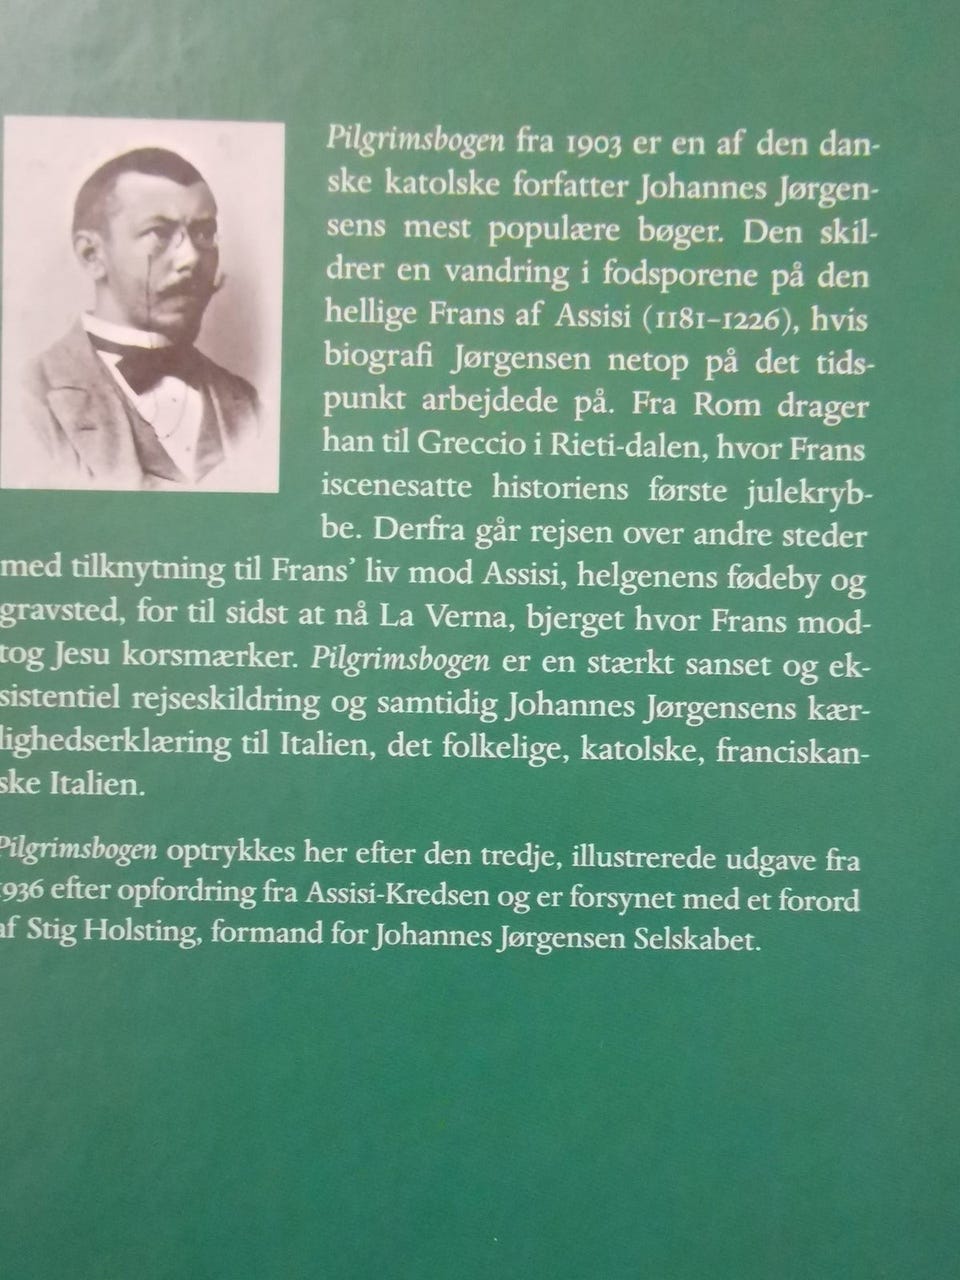 Pilgrimsbogen fra 1903 er en af den dan-
ske katolske forfatter Johannes Jørgen-
sens mest populære bøger. Den skil-
drer en vandring i fodsporene på den
hellige Frans af Assisi (1181–1226), hvis
biografi Jørgensen netop på det tids-
punkt arbejdede på. Fra Rom drager
han til Greccio i Rieti-dalen, hvor Frans
iscenesatte historiens første julekryb-
be. Derfra går rejsen over andre steder
med tilknytning til Frans’ liv mod Assisi, helgenens fødeby og
gravsted, for til sidst at nå La Verna, bjerget hvor Frans mod-
tog Jesu korsmærker. Pilgrimsbogen er en stærkt sanset og ek-
sistentiel rejseskildring og samtidig Johannes Jørgensens kær-
lighedserklæring til Italien, det folkelige, katolske, franciskan-
ske Italien.
Pilgrimsbogen optrykkes her efter den tredje, illustrerede udgave fra
1936 efter opfordring fra Assisi-Kredsen og er forsynet med et forord
af Stig Holsting, formand for Johannes Jørgensen Selskabet.